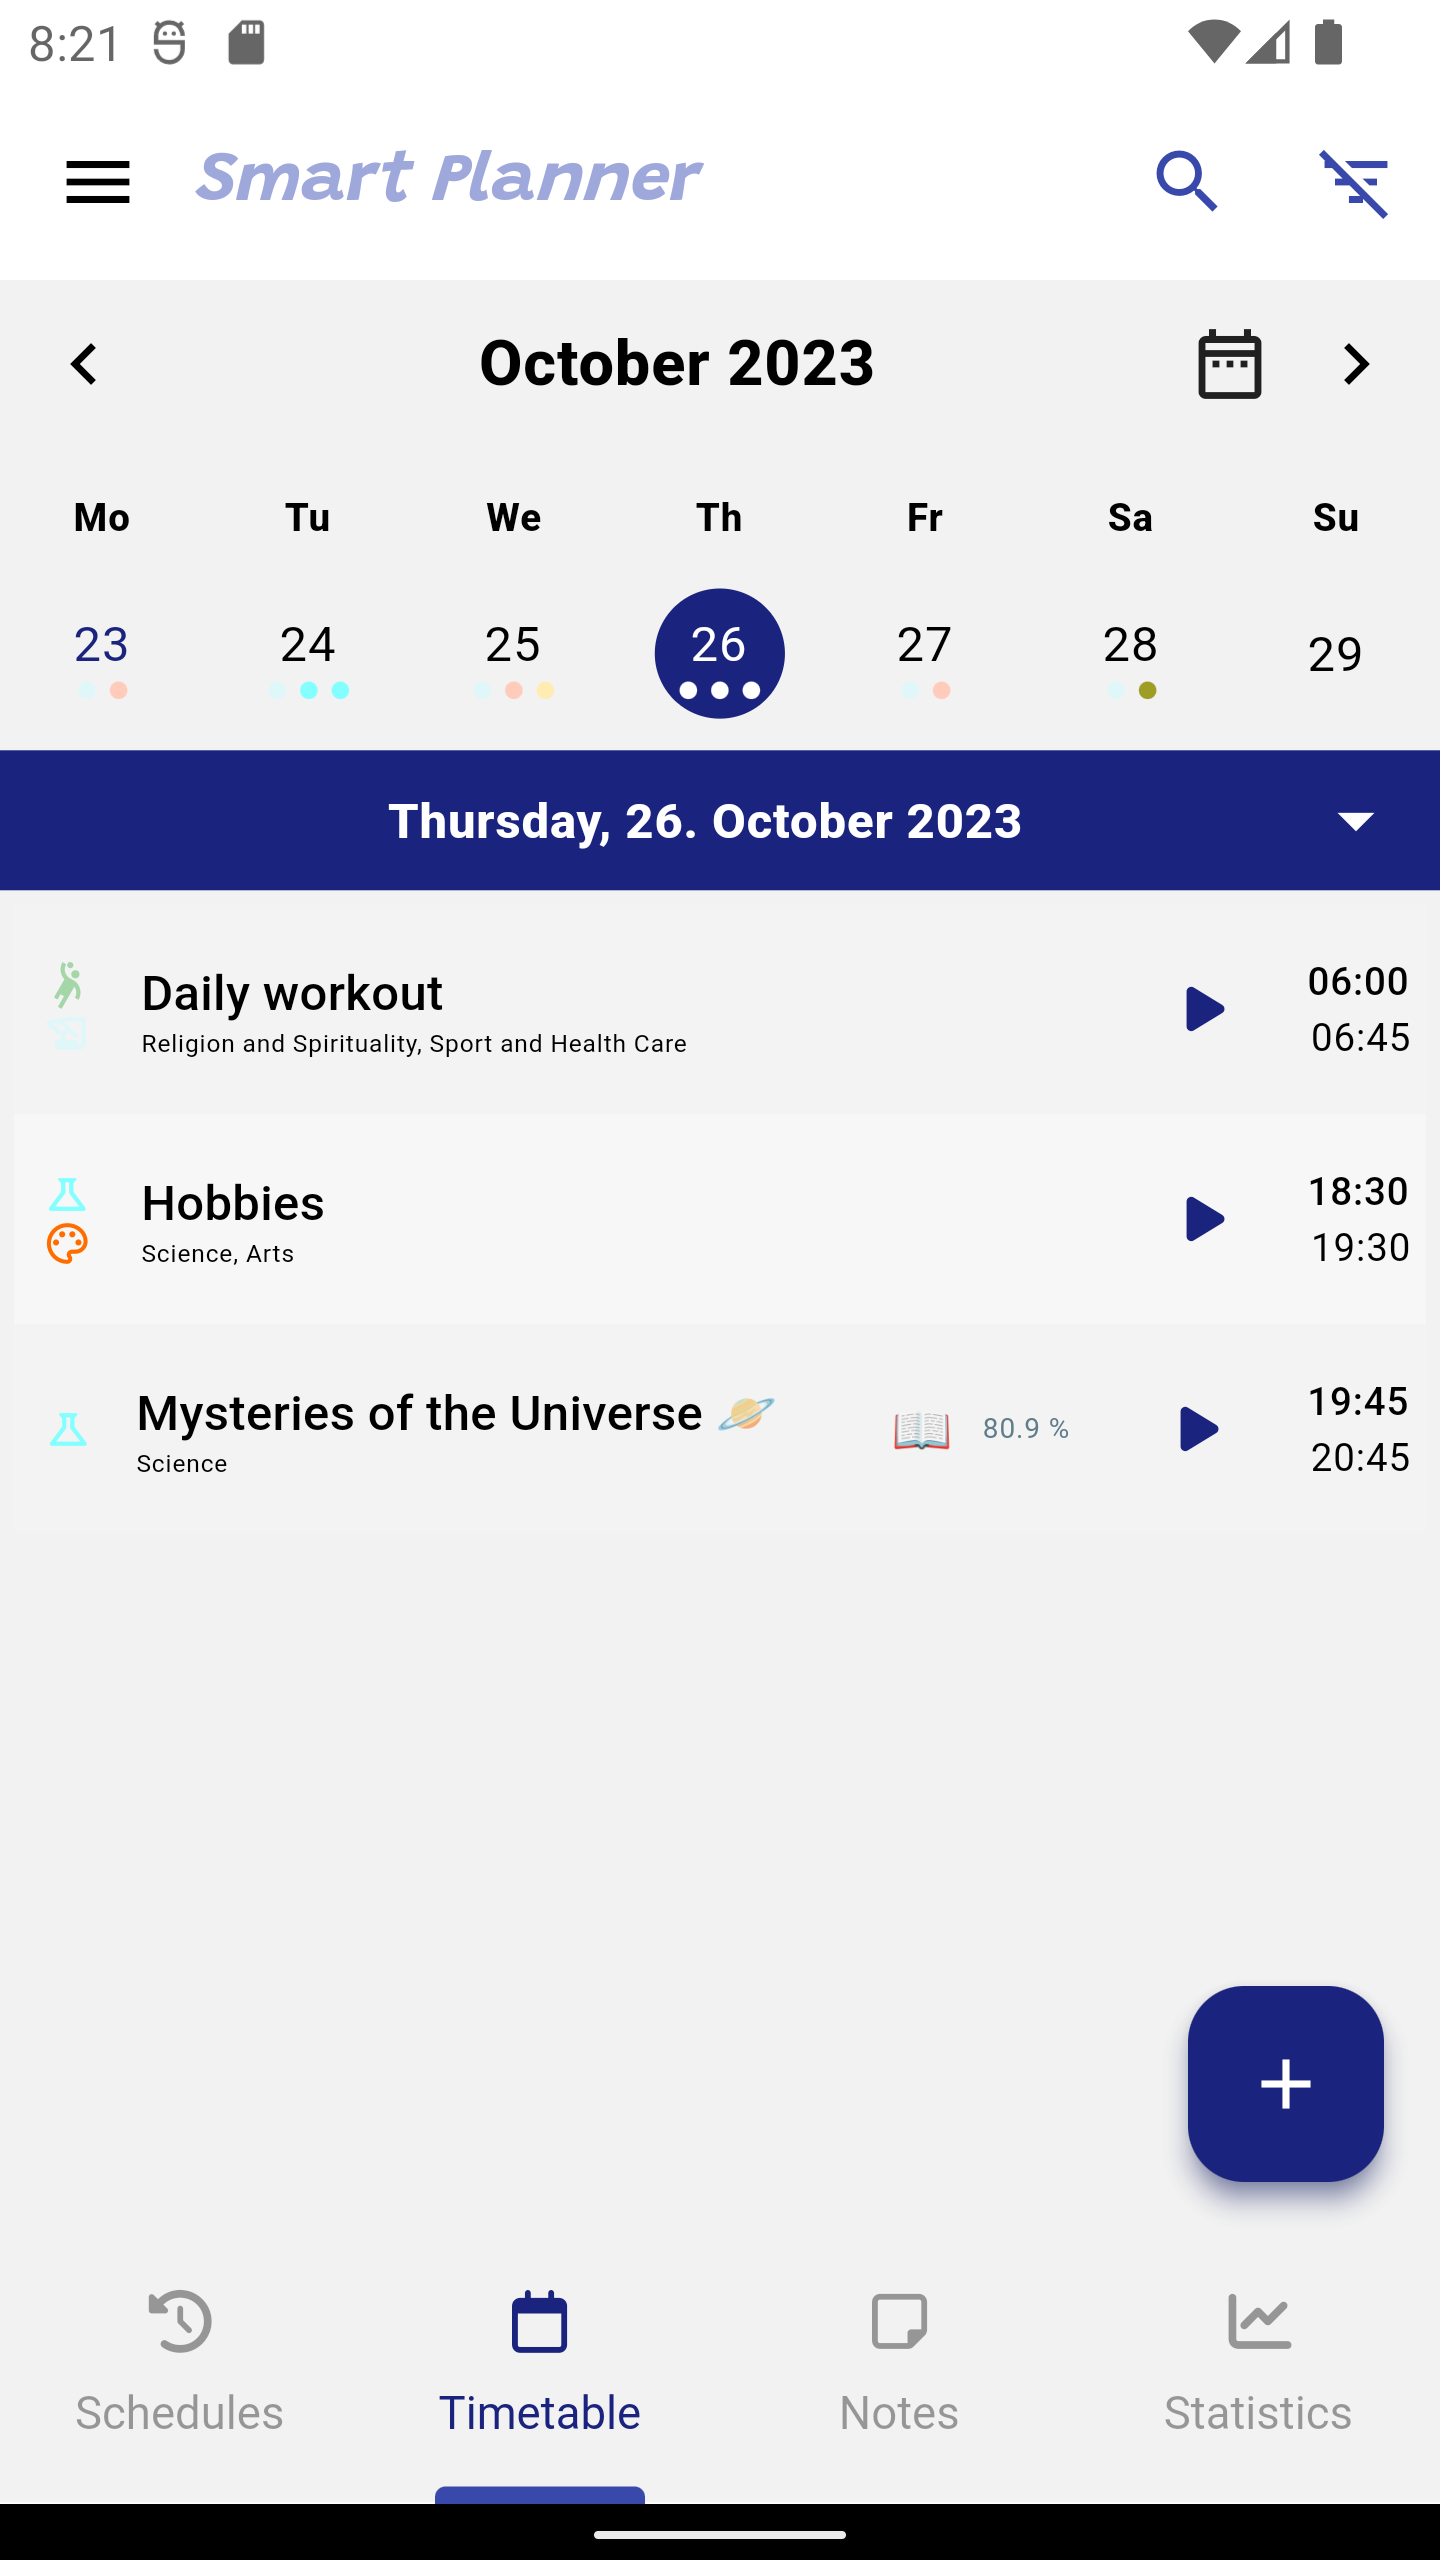 8:21
Smart Planner
October 2023
Mo Tu We Th Fr Sa Su
23 24 25 26 27 28 29
Thursday, 26. October 2023
Daily workout
Religion and Spirituality, Sport and Health Care
06:00
06:45
Hobbies
Science, Arts
18:30
19:30
Mysteries of the Universe 🪐
Science
📖 80.9 %
19:45
20:45
Schedules Timetable Notes Statistics